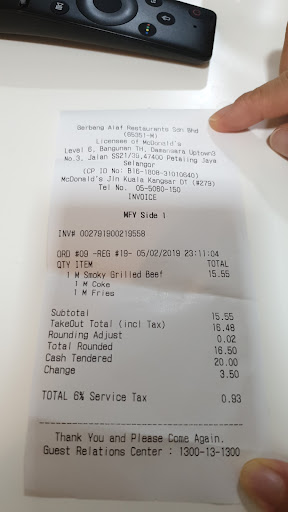 Gerbang Alaf Restaurants Sdn Bhd
(65351-M)
Licensee of McDonald's
Level 6, Bangunan TH, Damansara Uptown3
No.3, Jalan SS21/39,47400 Petaling Jaya
Selangor
(CP ID No: B16-1808-31010640)
McDonald's Jln Kuala Kangsar DT (#279)
Tel No. 05-5060-150
INVOICE
MFY Side 1
INV# 002791900219558
ORD #09 -REG #19- 05/02/2019 23:11:04
QTY ITEM TOTAL
1 M Smoky Grilled Beef 15.55
1 M Coke
1 M Fries
Subtotal 15.55
TakeOut Total (incl Tax) 16.48
Rounding Adjust 0.02
Total Rounded 16.50
Cash Tendered 20.00
Change 3.50
TOTAL 6% Service Tax 0.93
Thank You and Please Come Again.
Guest Relations Center : 1300-13-1300